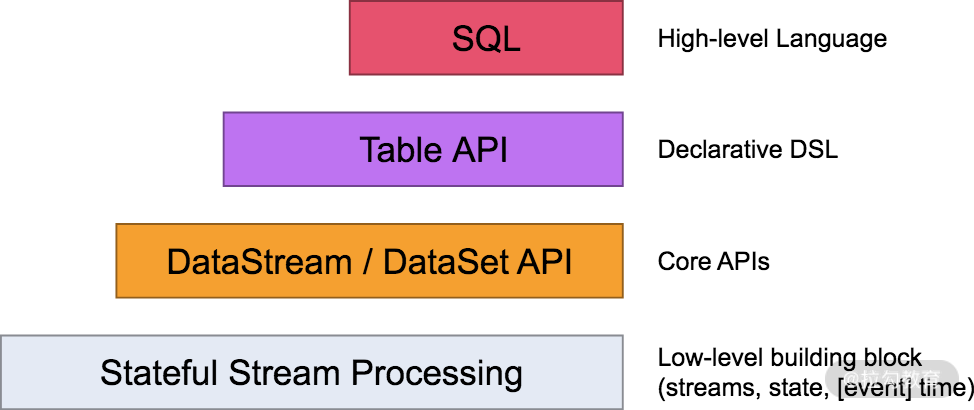 SQL
High-level Language
Table API
Declarative DSL
DataStream / DataSet API
Core APIs
Stateful Stream Processing
Low-level building block
(streams, state, [event] time)
@拉勾教育